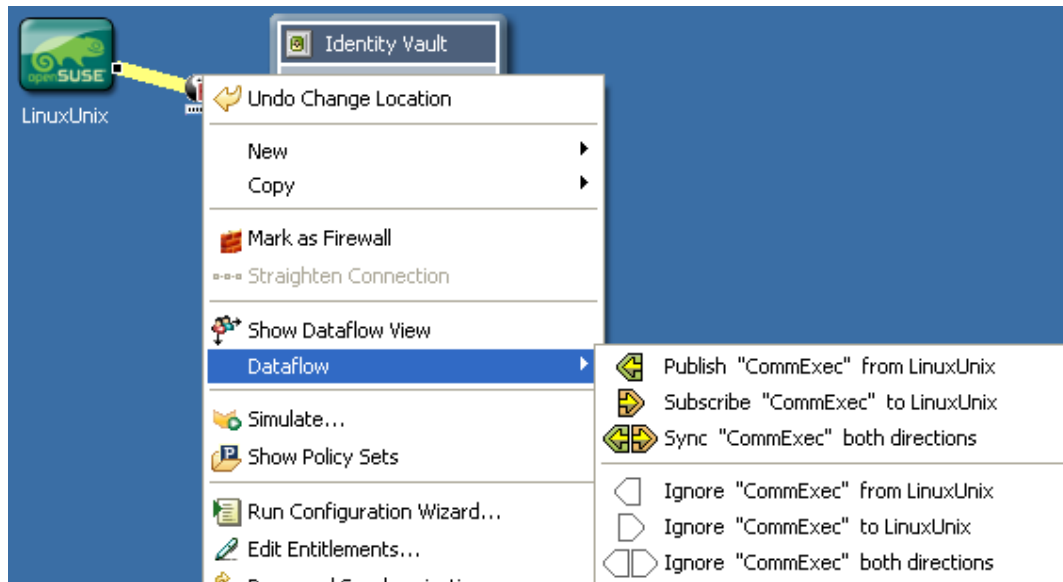 Identity Vault
openSUSE
LinuxUnix
Undo Change Location
New
Copy
Mark as Firewall
Straighten Connection
Show Dataflow View
Dataflow
Publish "CommExec" from LinuxUnix
Subscribe "CommExec" to LinuxUnix
Sync "CommExec" both directions
Simulate...
Show Policy Sets
Ignore "CommExec" from LinuxUnix
Run Configuration Wizard...
Ignore "CommExec" to LinuxUnix
Edit Entitlements...
Ignore "CommExec" both directions